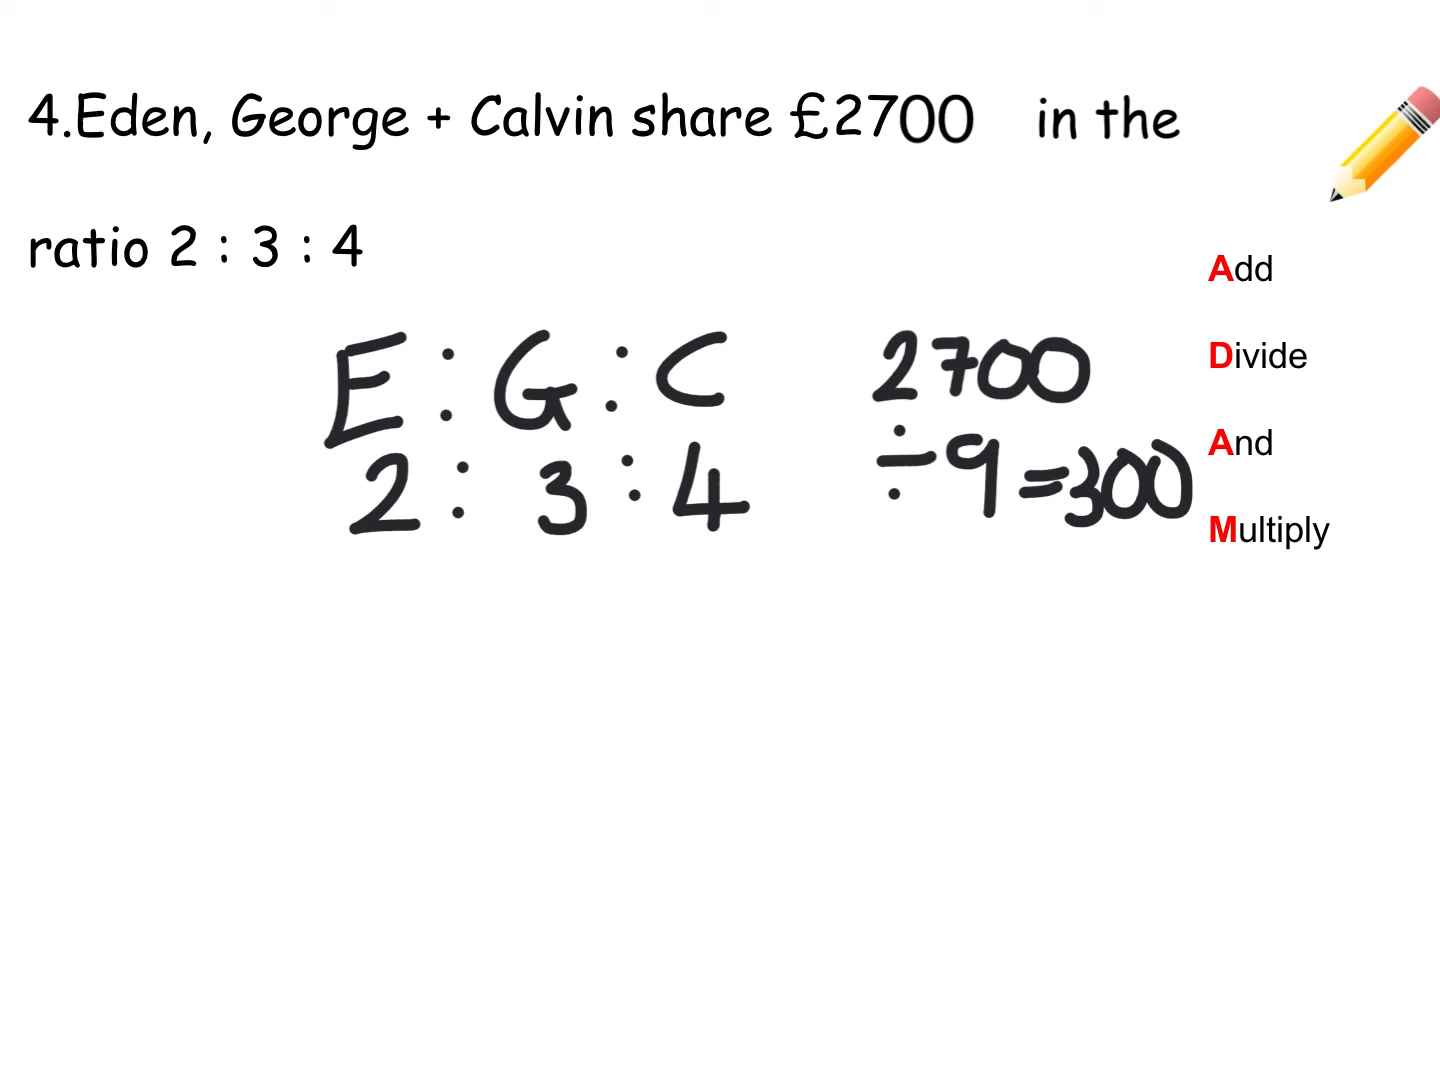 4.Eden, George + Calvin share £2700 in the
ratio 2 : 3 : 4
E : G : C
2 : 3 : 4
2700
÷9=300
Add
Divide
And
Multiply